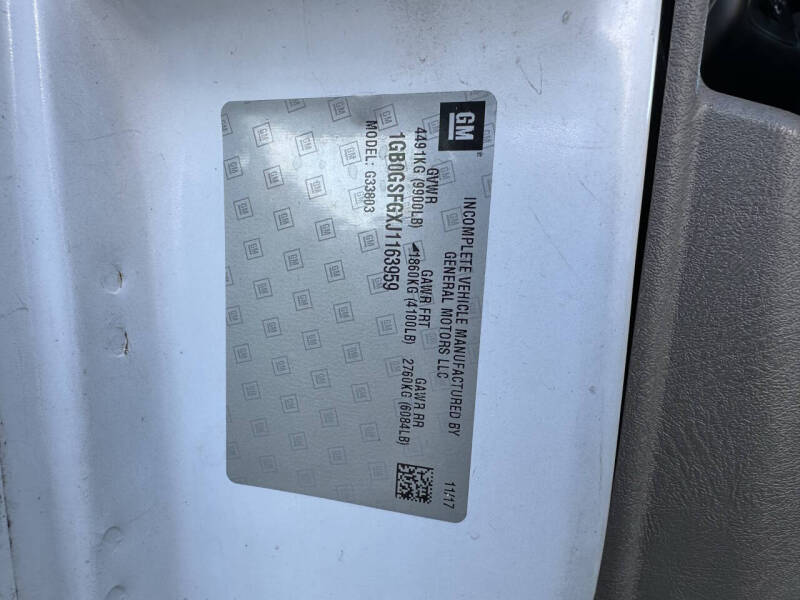 GM
INCOMPLETE VEHICLE MANUFACTURED BY
GENERAL MOTORS LLC
11/17
GVWR GAWR FRT GAWR RR
4491KG (9900LB) 1860KG (4100LB) 2760KG (6084LB)
1GB0GSFGXJ1163959
MODEL: G33803